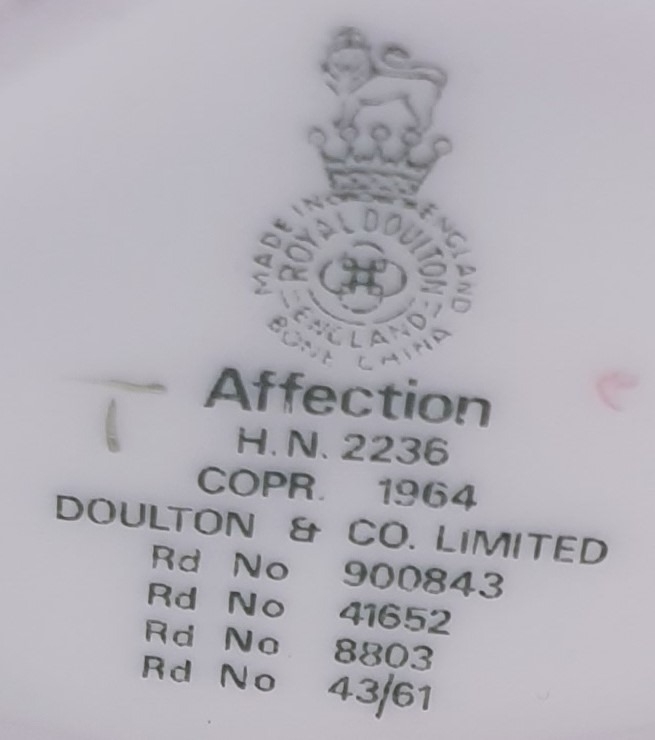 MADE IN ENGLAND
ROYAL DOULTON
ENGLAND
BONE CHINA
Affection
H.N. 2236
COPR. 1964
DOULTON & CO. LIMITED
Rd No 900843
Rd No 41652
Rd No 8803
Rd No 43/61